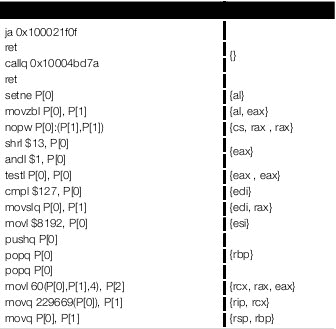 ja 0x100021f0f
ret
{}
callq 0x10004bd7a
ret
setne P[0] {al}
movzbl P[0], P[1] {al, eax}
nopw P[0]:(P[1],P[1]) {cs, rax , rax}
shrl $13, P[0]
{eax}
andl $1, P[0]
testl P[0], P[0] {eax , eax}
cmpl $127, P[0] {edi}
movslq P[0], P[1] {edi, rax}
movl $8192, P[0] {esi}
pushq P[0]
popq P[0] {rbp}
popq P[0]
movl 60(P[0],P[1],4), P[2] {rcx, rax, eax}
movq 229669(P[0]), P[1] {rip, rcx}
movq P[0], P[1] {rsp, rbp}